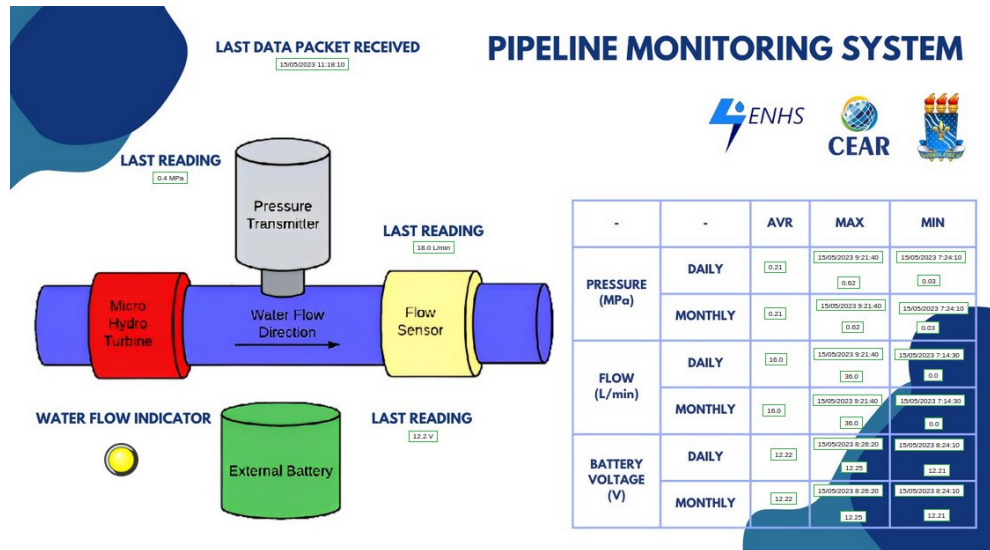 LAST DATA PACKET RECEIVED
15/05/2023 11:18:10
PIPELINE MONITORING SYSTEM
ENHS
CEAR
LAST READING
0.4 MPa
Pressure
Transmitter
LAST READING
18.0 L/min
Micro
Hydro
Turbine
Water Flow
Direction
Flow
Sensor
WATER FLOW INDICATOR
External Battery
LAST READING
12.2 V
- - AVR MAX MIN
PRESSURE
(MPa)
DAILY 0.21 15/05/2023 9:21:40 0.62 15/05/2023 7:24:10 0.03
MONTHLY 0.21 15/05/2023 9:21:40 0.62 15/05/2023 7:24:10 0.03
FLOW
(L/min)
DAILY 16.0 15/05/2023 9:21:40 36.0 15/05/2023 7:14:30 0.0
MONTHLY 16.0 15/05/2023 9:21:40 36.0 15/05/2023 7:14:30 0.0
BATTERY
VOLTAGE
(V)
DAILY 12.22 15/05/2023 8:26:20 12.25 15/05/2023 8:24:10 12.21
MONTHLY 12.22 15/05/2023 8:26:20 12.25 15/05/2023 8:24:10 12.21